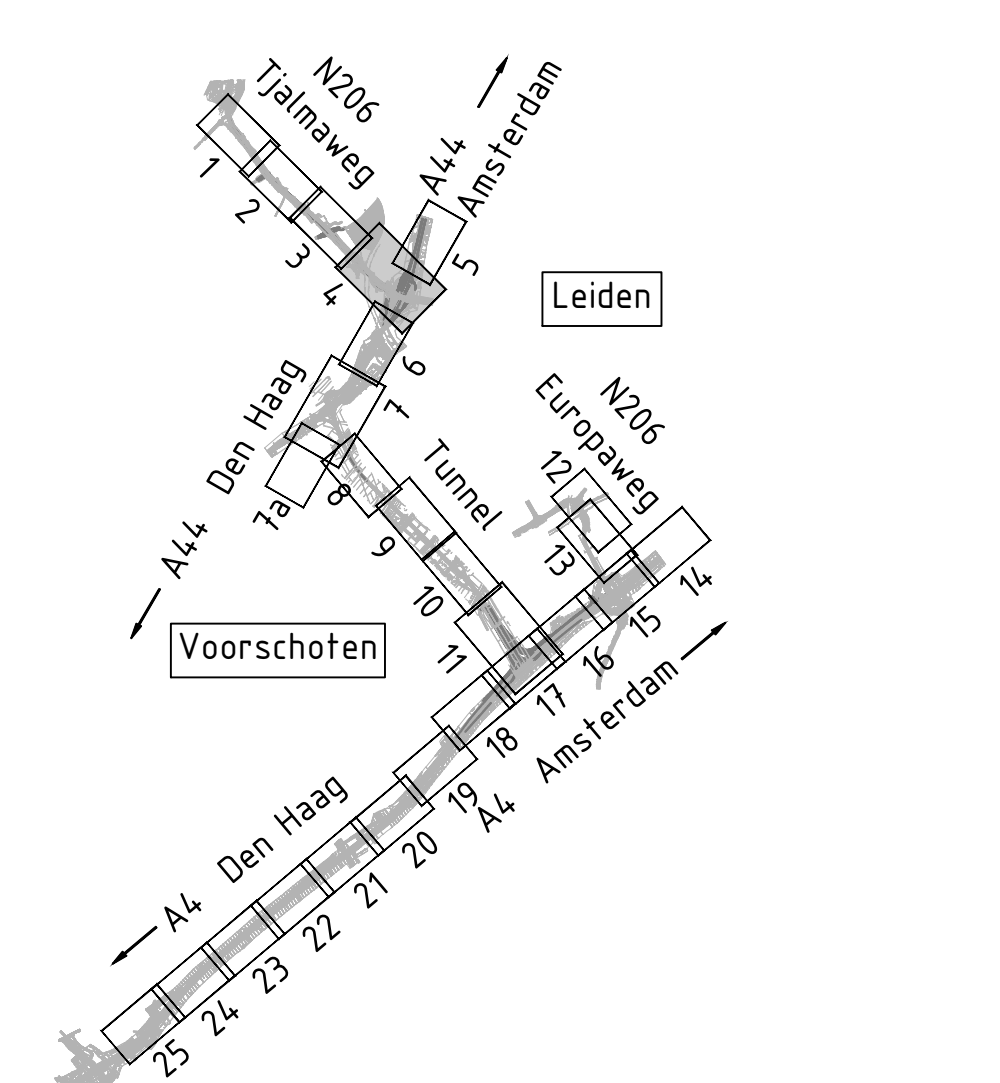 N206
Tjalmaweg
A44
Amsterdam
1
2
3
4
5
Leiden
6
7
Den Haag
A44
7a
8
Tunnel
9
10
11
N206
Europaweg
12
13
14
15
16
17
18
19
Voorschoten
Amsterdam
A4
Den Haag
A4
20
21
22
23
24
25